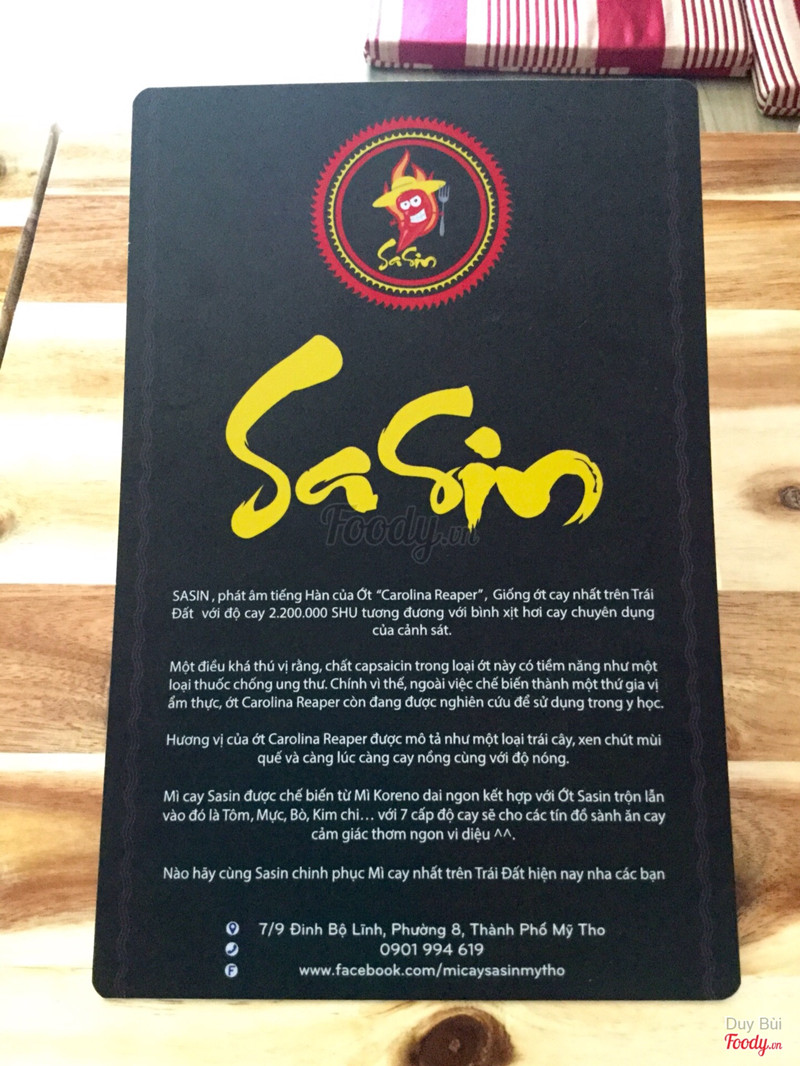 SaSin
SaSin
Foody.vn
SASIN , phát âm tiếng Hàn của Ớt “Carolina Reaper” , Giống ớt cay nhất trên Trái
Đất với độ cay 2.200.000 SHU tương đương với bình xịt hơi cay chuyên dụng
của cảnh sát.
Một điều khá thú vị rằng, chất capsaicin trong loại ớt này có tiềm năng như một
loại thuốc chống ung thư. Chính vì thế, ngoài việc chế biến thành một thứ gia vị
ẩm thực, ớt Carolina Reaper còn đang được nghiên cứu để sử dụng trong y học.
Hương vị của ớt Carolina Reaper được mô tả như một loại trái cây, xen chút mùi
quế và càng lúc càng cay nồng cùng với độ nóng.
Mì cay Sasin được chế biến từ Mì Koreno dai ngon kết hợp với Ớt Sasin trộn lẫn
vào đó là Tôm, Mực, Bò, Kim chi... với 7 cấp độ cay sẽ cho các tín đồ sành ăn cay
cảm giác thơm ngon vi diệu ^^.
Nào hãy cùng Sasin chinh phục Mì cay nhất trên Trái Đất hiện nay nha các bạn
7/9 Đinh Bộ Lĩnh, Phường 8, Thành Phố Mỹ Tho
0901 994 619
www.facebook.com/micaysasinmytho
Duy Bùi
Foody.vn